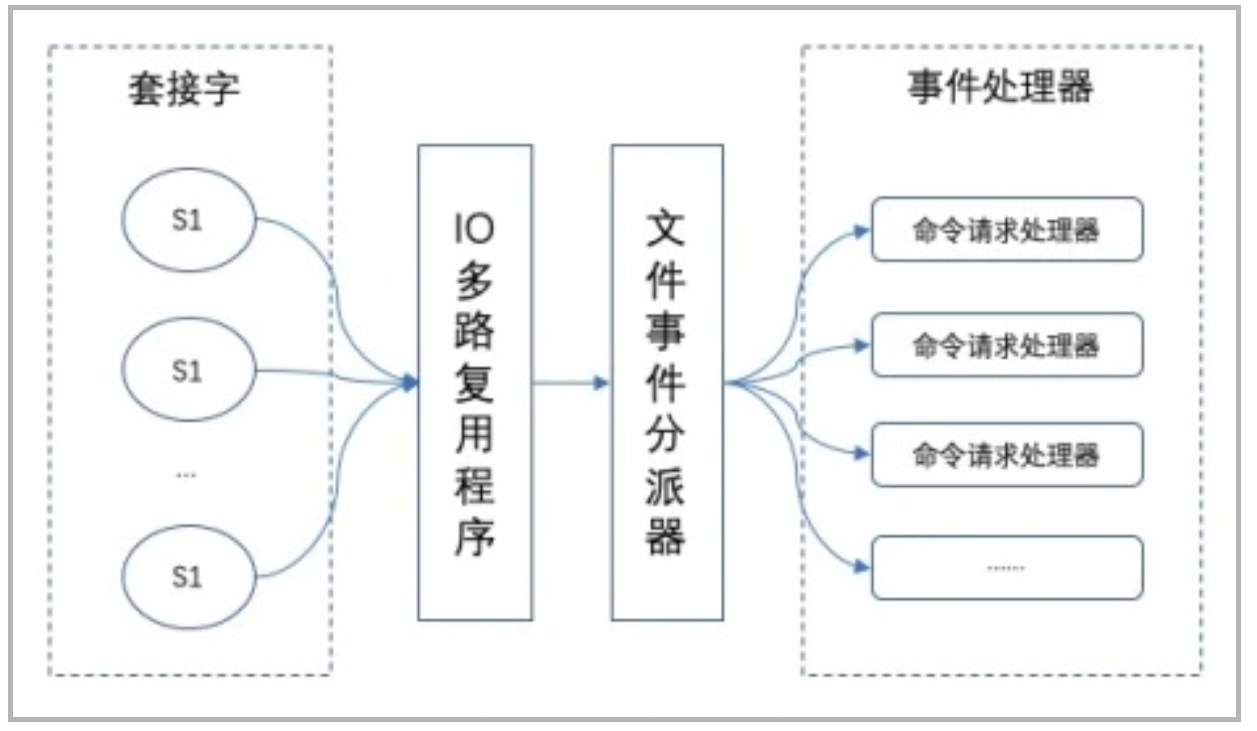 套接字
S1
S1
...
S1
IO多路复用程序
文件事件分派器
事件处理器
命令请求处理器
命令请求处理器
命令请求处理器
......